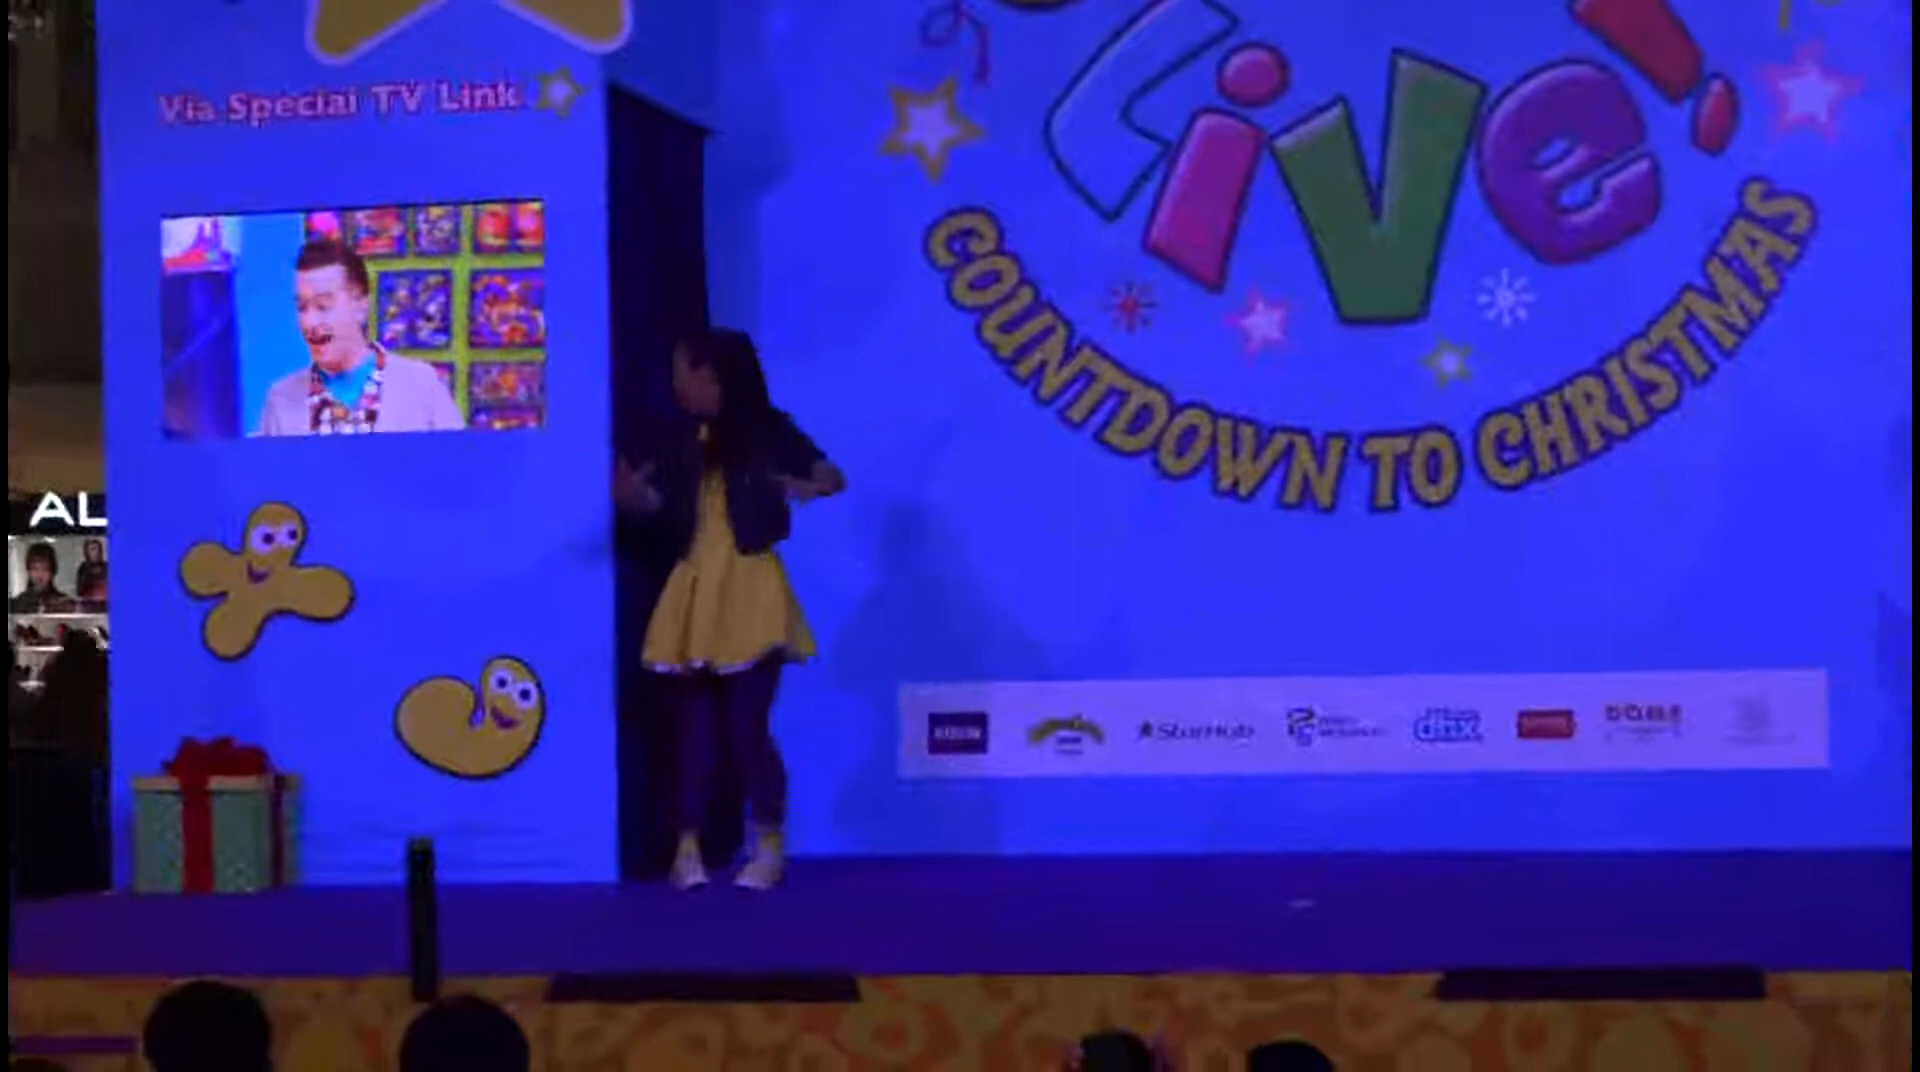 Via Special TV Link
Live!
COUNTDOWN TO CHRISTMAS
AL
StarHub